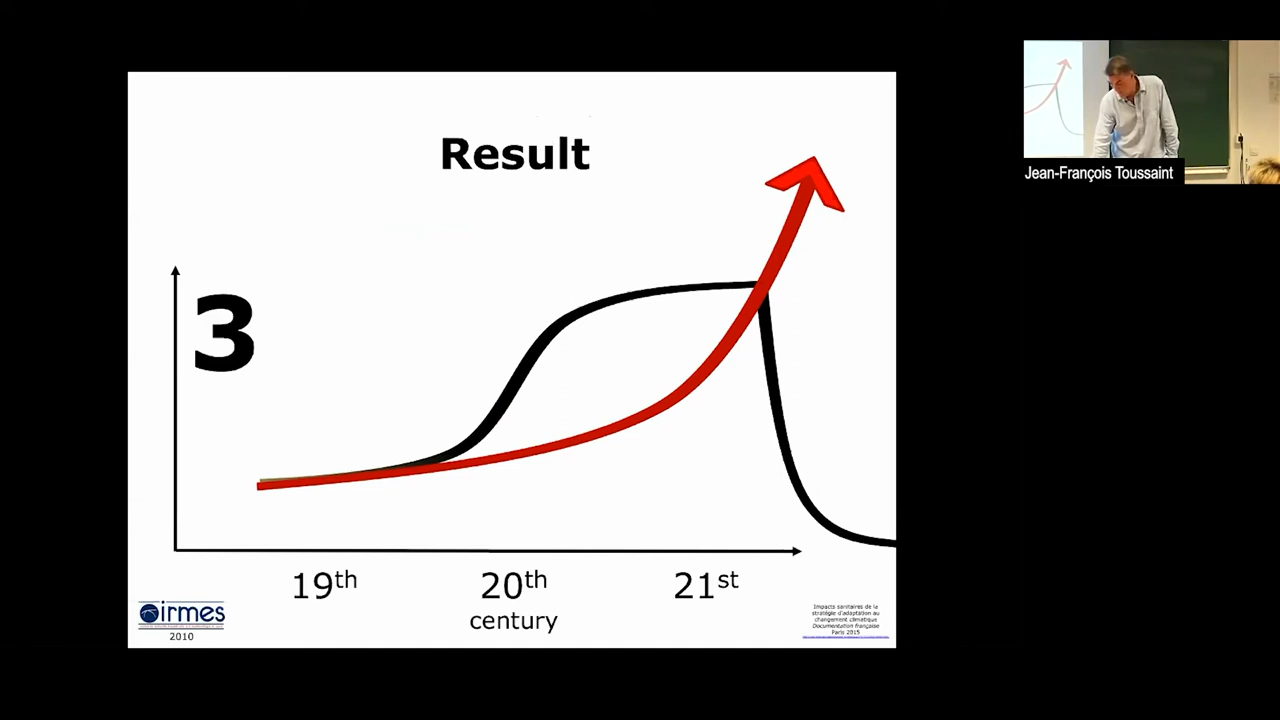 Result
3
19th
20th
21st
century
irmes
2010
Impacts sanitaires de la
stratégie d'adaptation au
changement climatique
Documentation française
Paris 2015
Jean-François Toussaint